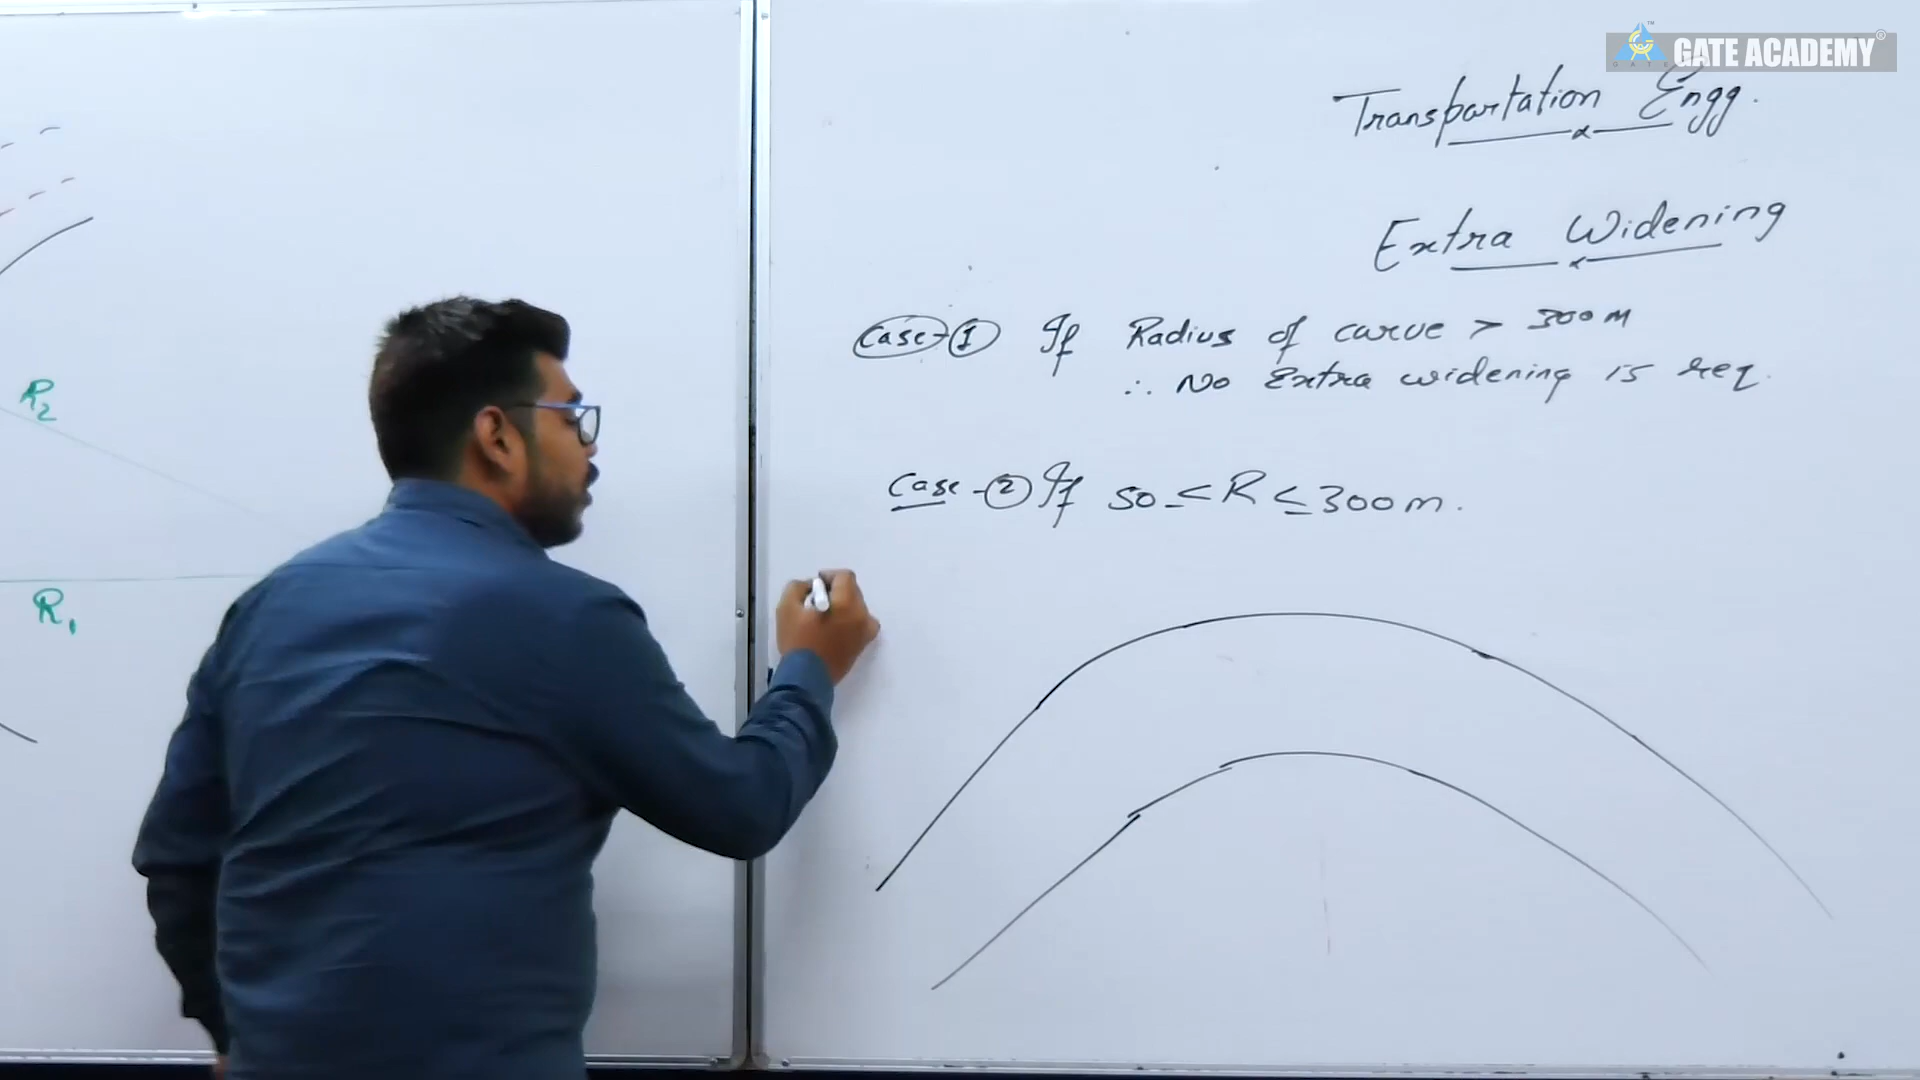 GATE ACADEMY
Transportation Engg.
Extra Widening
Case-1 If Radius of curve > 300m
∴ No Extra widening is req.
Case-2 If 50 ≤ R ≤ 300m.
R2
R1